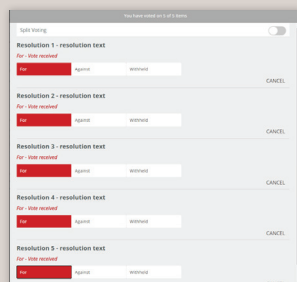 You have voted on 5 of 5 items
Split Voting
Resolution 1 - resolution text
For - Vote received
For Against Withheld
CANCEL
Resolution 2 - resolution text
For - Vote received
For Against Withheld
CANCEL
Resolution 3 - resolution text
For - Vote received
For Against Withheld
CANCEL
Resolution 4 - resolution text
For - Vote received
For Against Withheld
CANCEL
Resolution 5 - resolution text
For - Vote received
For Against Withheld